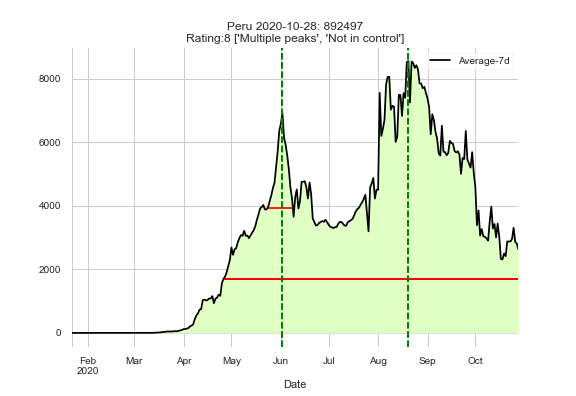 Peru 2020-10-28: 892497
Rating:8 ['Multiple peaks', 'Not in control']
Average-7d
8000
6000
4000
2000
0
Feb Mar Apr May Jun Jul Aug Sep Oct
2020
Date